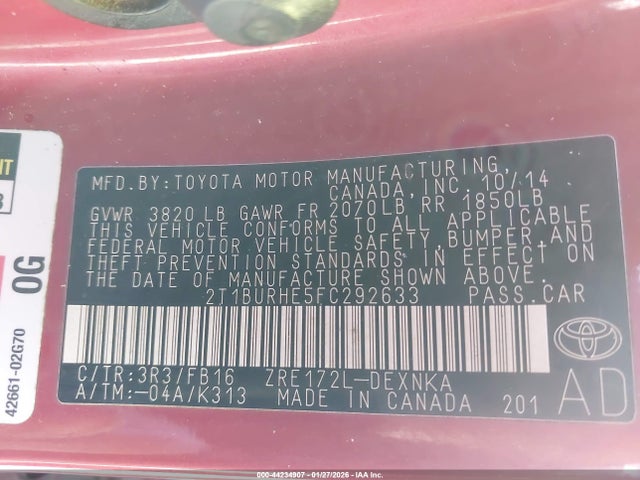 MFD.BY:TOYOTA MOTOR MANUFACTURING,
CANADA, INC. 10/14
GVWR 3820 LB GAWR FR 2070LB, RR 1850LB
THIS VEHICLE CONFORMS TO ALL APPLICABLE
FEDERAL MOTOR VEHICLE SAFETY, BUMPER, AND
THEFT PREVENTION STANDARDS IN EFFECT ON
THE DATE OF MANUFACTURE SHOWN ABOVE.
2T1BURHE5FC292633 PASS.CAR
C/TR:3R3/FB16 ZRE172L-DEXNKA
A/TM:-04A/K313 MADE IN CANADA 201
AD
0G
42661-02G70
000-44234907 - 01/27/2026 - IAA Inc.